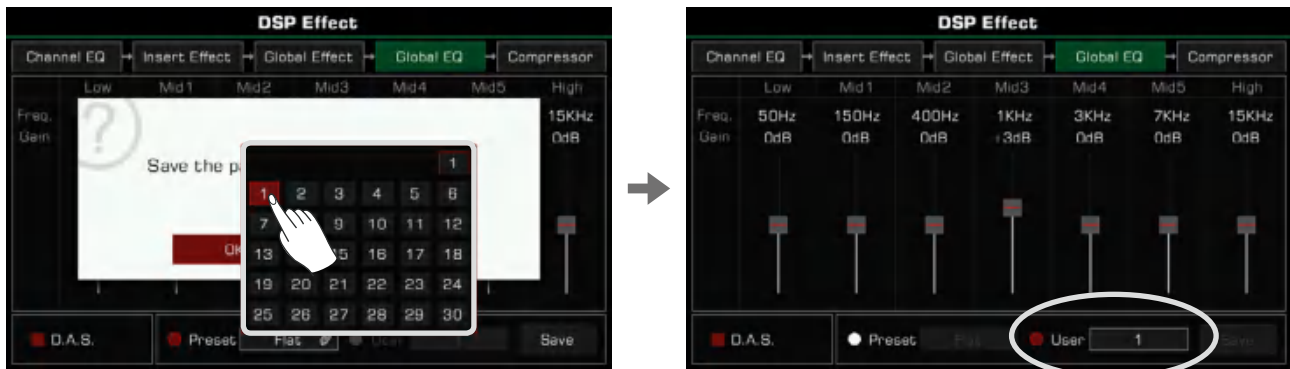 DSP Effect
Channel EQ Insert Effect Global Effect Global EQ Compressor
Low Mid1 Mid2 Mid3 Mid4 Mid5 High
Freq. 15KHz
Gain 0dB
?
Save the
1
1 2 3 4 5 6
7 9 10 11 12
13 15 16 17 18
19 20 21 22 23 24
25 26 27 28 29 30
D.A.S. Preset Flat User Save
DSP Effect
Channel EQ Insert Effect Global Effect Global EQ Compressor
Low Mid1 Mid2 Mid3 Mid4 Mid5 High
Freq. 50Hz 150Hz 400Hz 1KHz 3KHz 7KHz 15KHz
Gain 0dB 0dB 0dB +3dB 0dB 0dB 0dB
D.A.S. Preset Flat User 1 Save